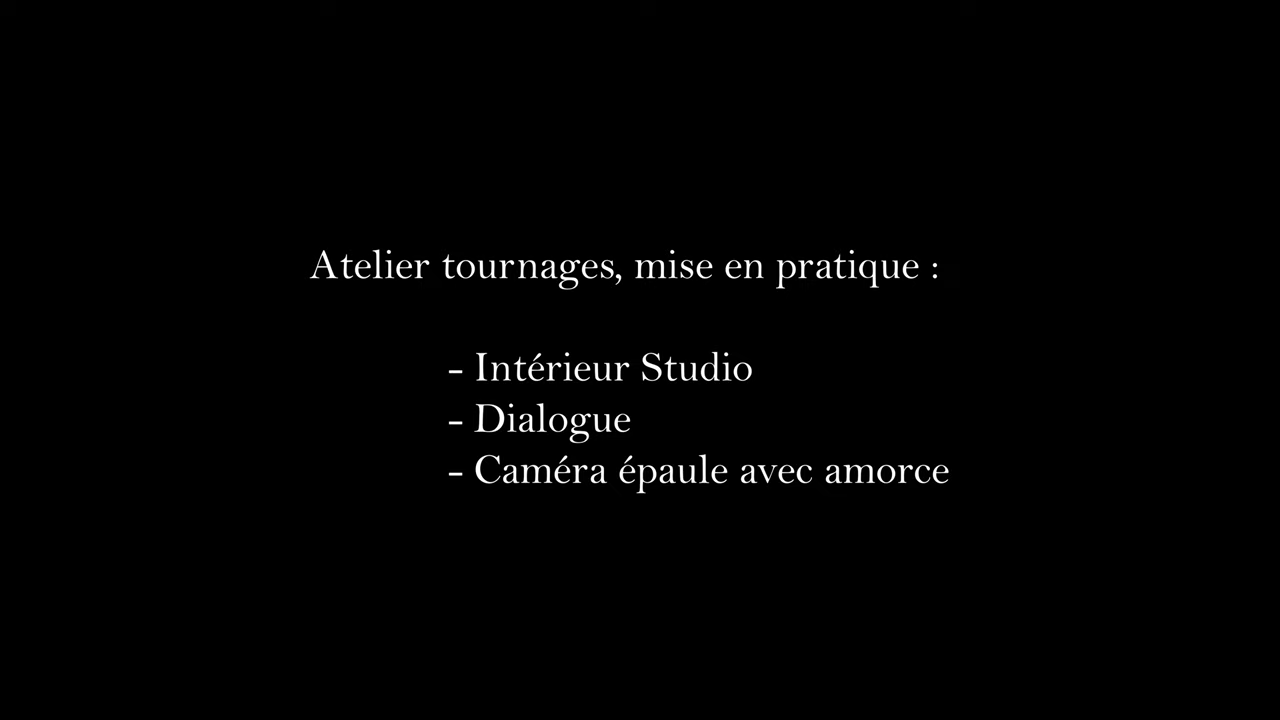 Atelier tournages, mise en pratique :
- Intérieur Studio
- Dialogue
- Caméra épaule avec amorce